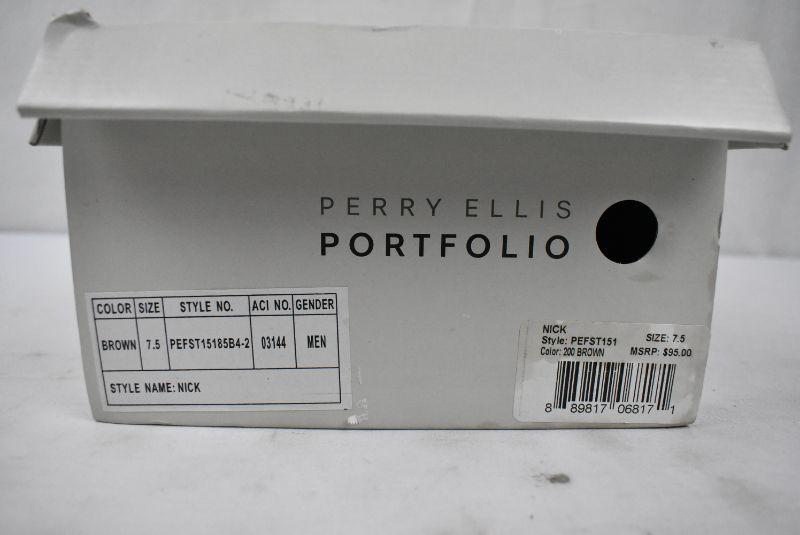 PERRY ELLIS
PORTFOLIO
COLOR SIZE STYLE NO. ACI NO. GENDER
BROWN 7.5 PEFST15185B4-2 03144 MEN
STYLE NAME: NICK
NICK
Style: PEFST151 SIZE: 7.5
Color: 200 BROWN MSRP: $95.00
8 89817 06817 1